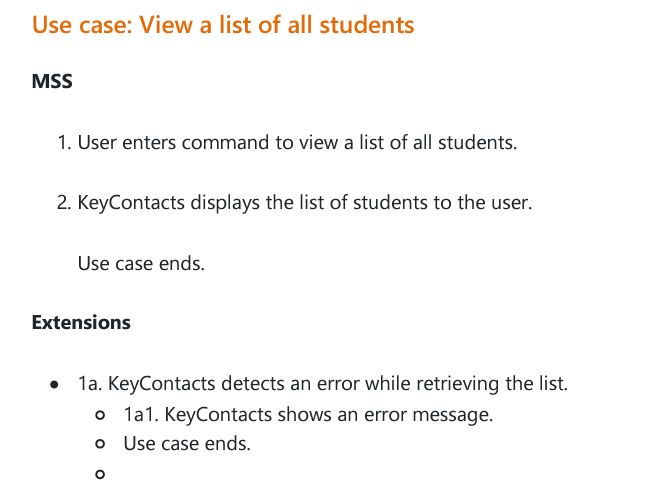 Use case: View a list of all students
MSS
1. User enters command to view a list of all students.
2. KeyContacts displays the list of students to the user.
Use case ends.
Extensions
● 1a. KeyContacts detects an error while retrieving the list.
○ 1a1. KeyContacts shows an error message.
○ Use case ends.
○